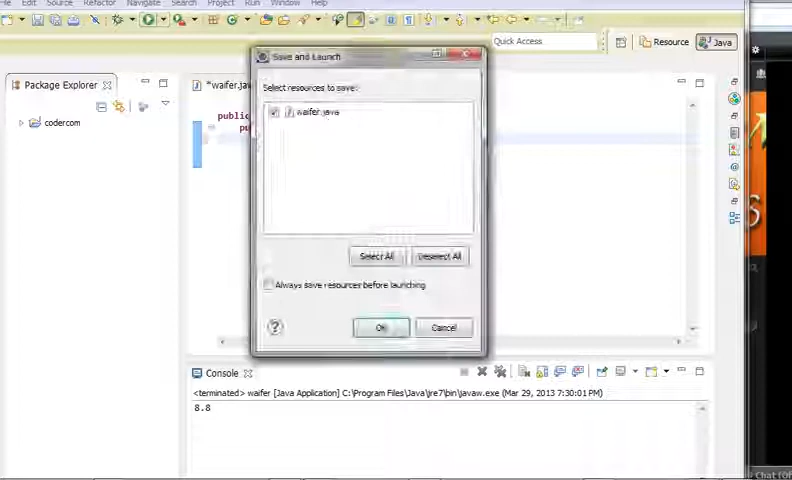 File Edit Source Refactor Navigate Search Project Run Window Help
Quick Access
Resource
Java
Package Explorer
*waifer.java
codercom
public
Save and Launch
Select resources to save:
waifer.java
Select All
Deselect All
Always save resources before launching
OK
Cancel
Console
<terminated> waifer [Java Application] C:\Program Files\Java\jre7\bin\javaw.exe (Mar 29, 2013 7:30:01 PM)
8.8